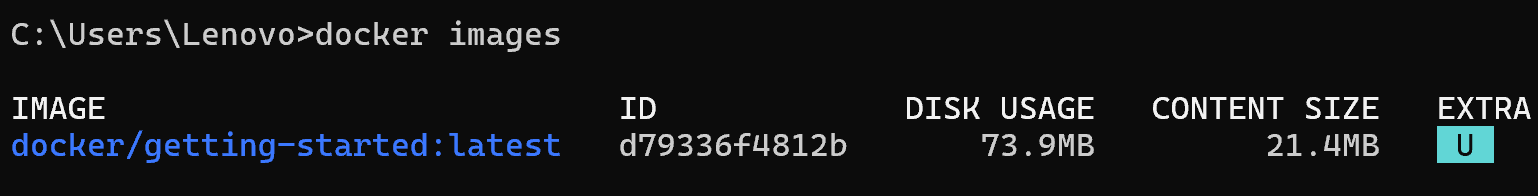 C:\Users\Lenovo>docker images
IMAGE ID DISK USAGE CONTENT SIZE EXTRA
docker/getting-started:latest d79336f4812b 73.9MB 21.4MB U